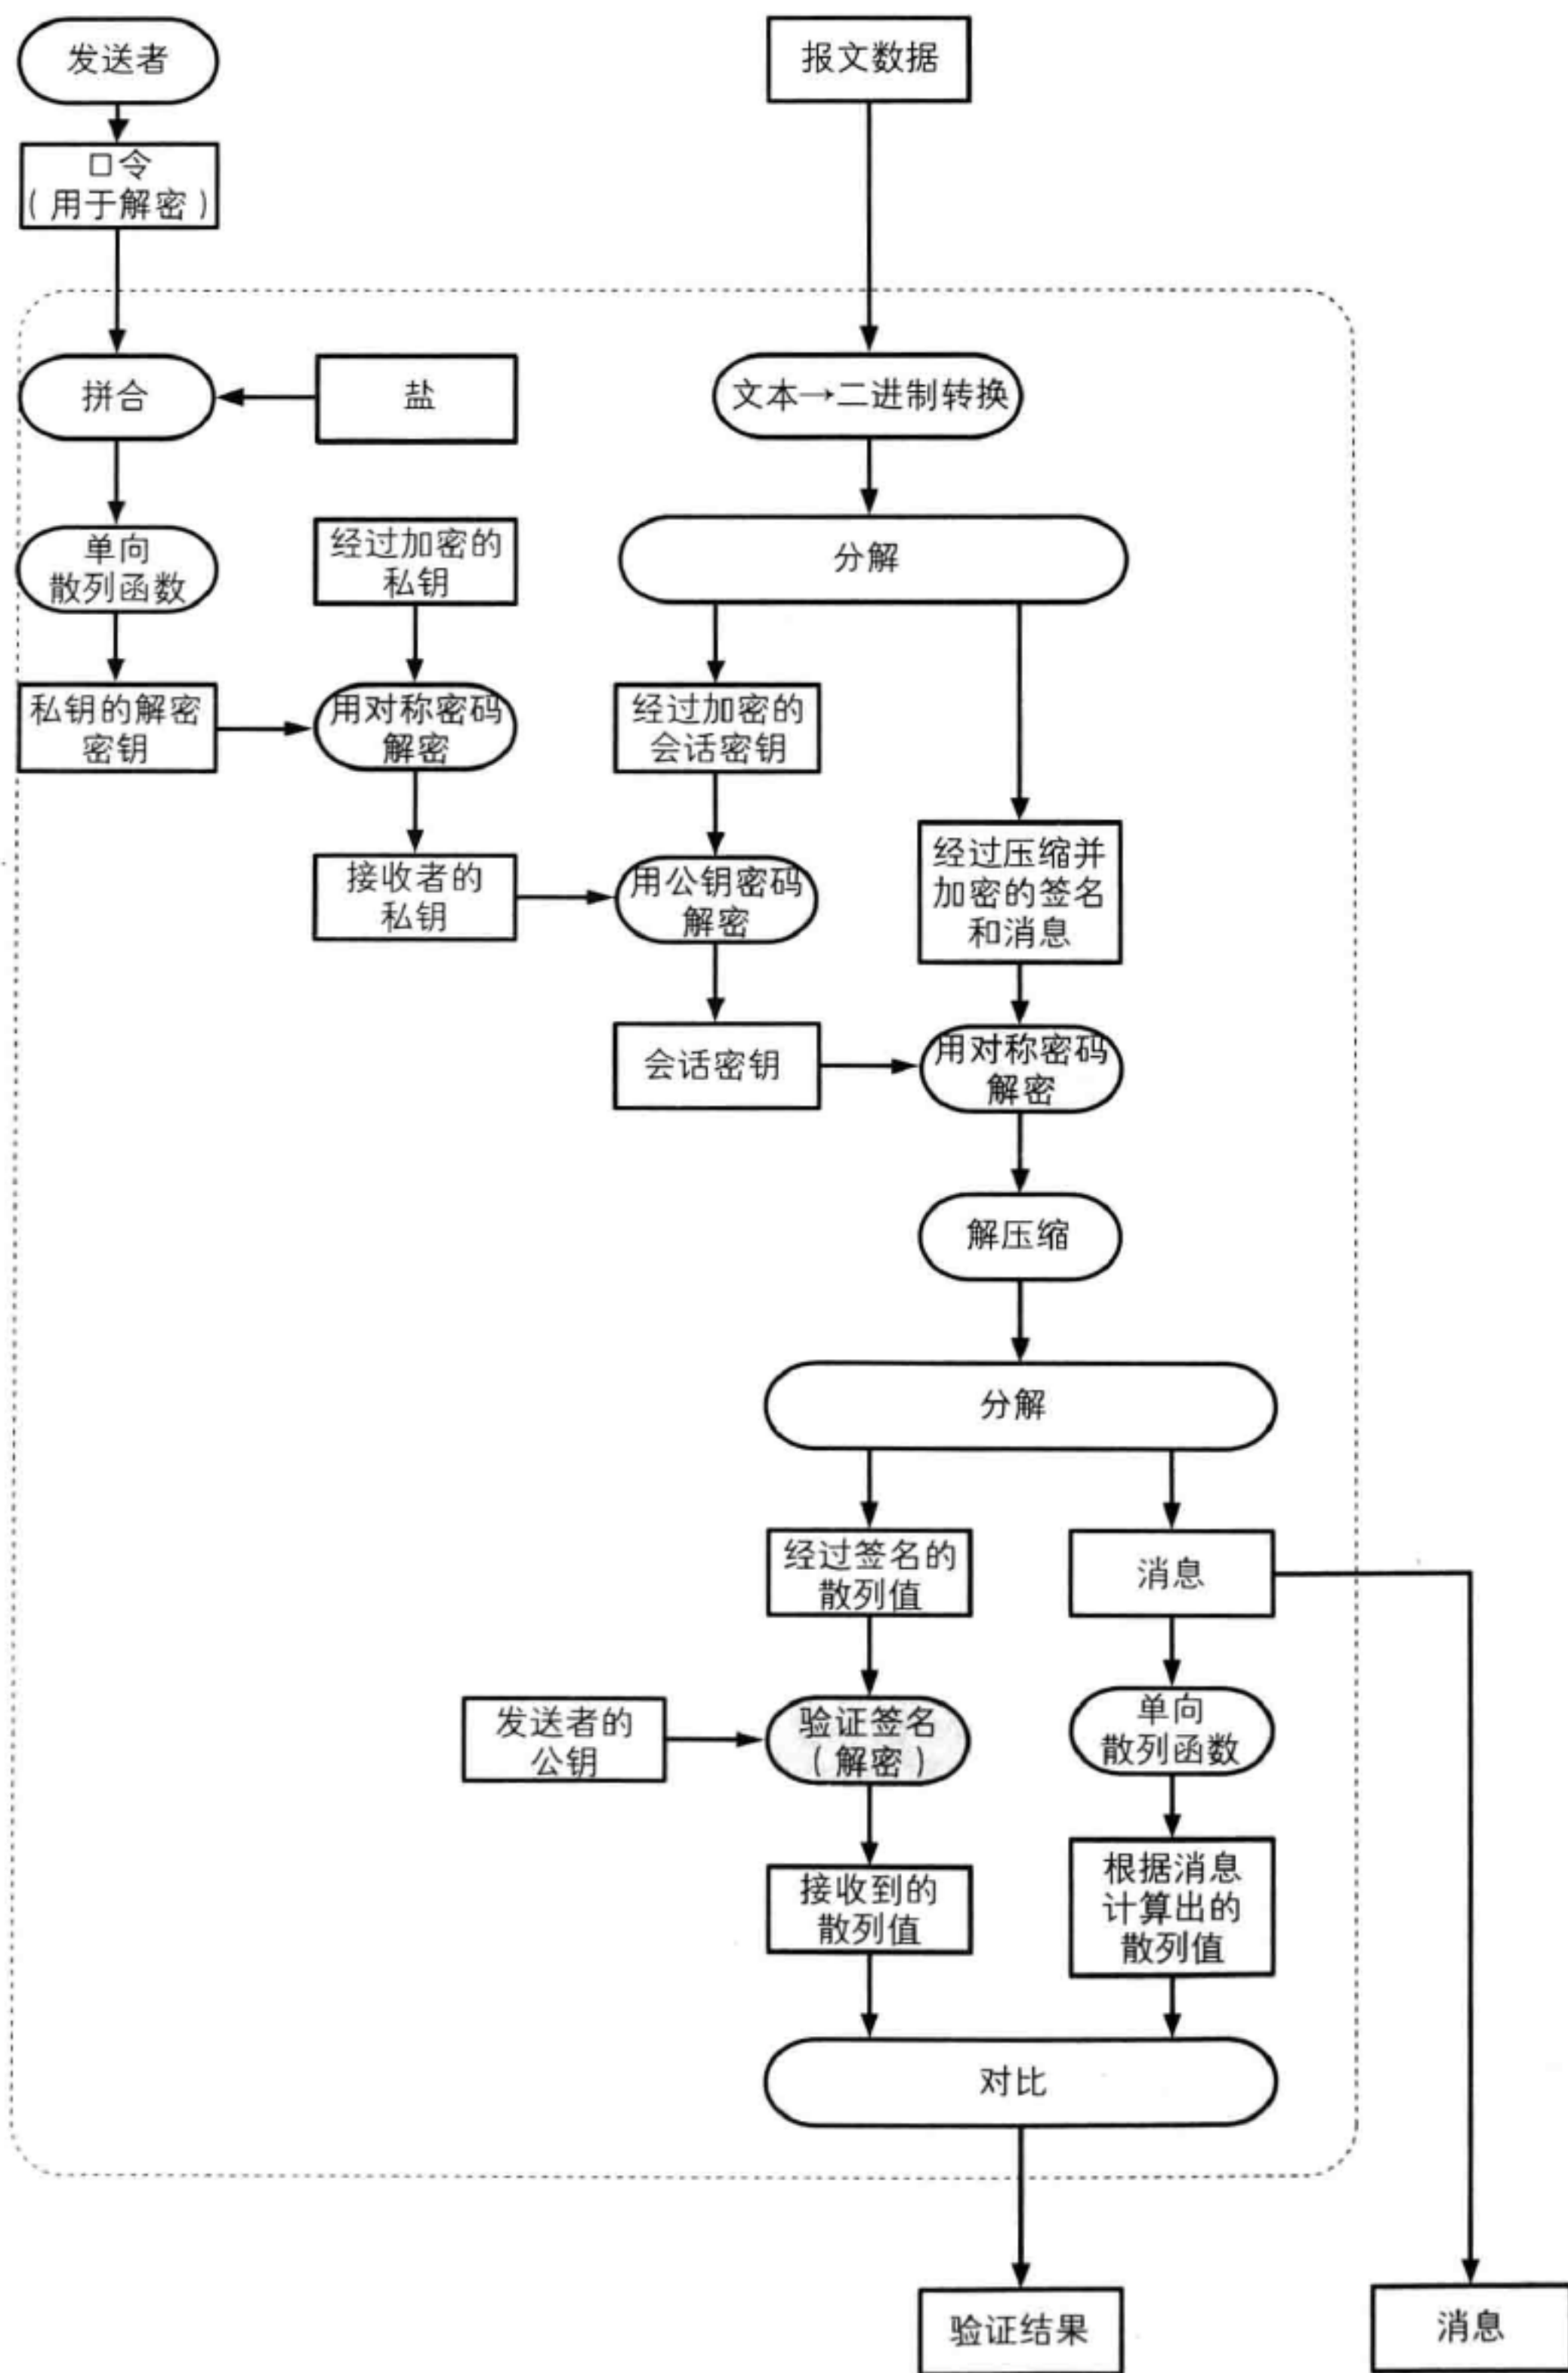 发送者
报文数据
口令
（用于解密）
拼合
盐
文本→二进制转换
单向
散列函数
经过加密的
私钥
分解
私钥的解密
密钥
用对称密码
解密
经过加密的
会话密钥
接收者的
私钥
用公钥密码
解密
经过压缩并
加密的签名
和消息
会话密钥
用对称密码
解密
解压缩
分解
经过签名的
散列值
消息
发送者的
公钥
验证签名
（解密）
单向
散列函数
接收到的
散列值
根据消息
计算出的
散列值
对比
验证结果
消息